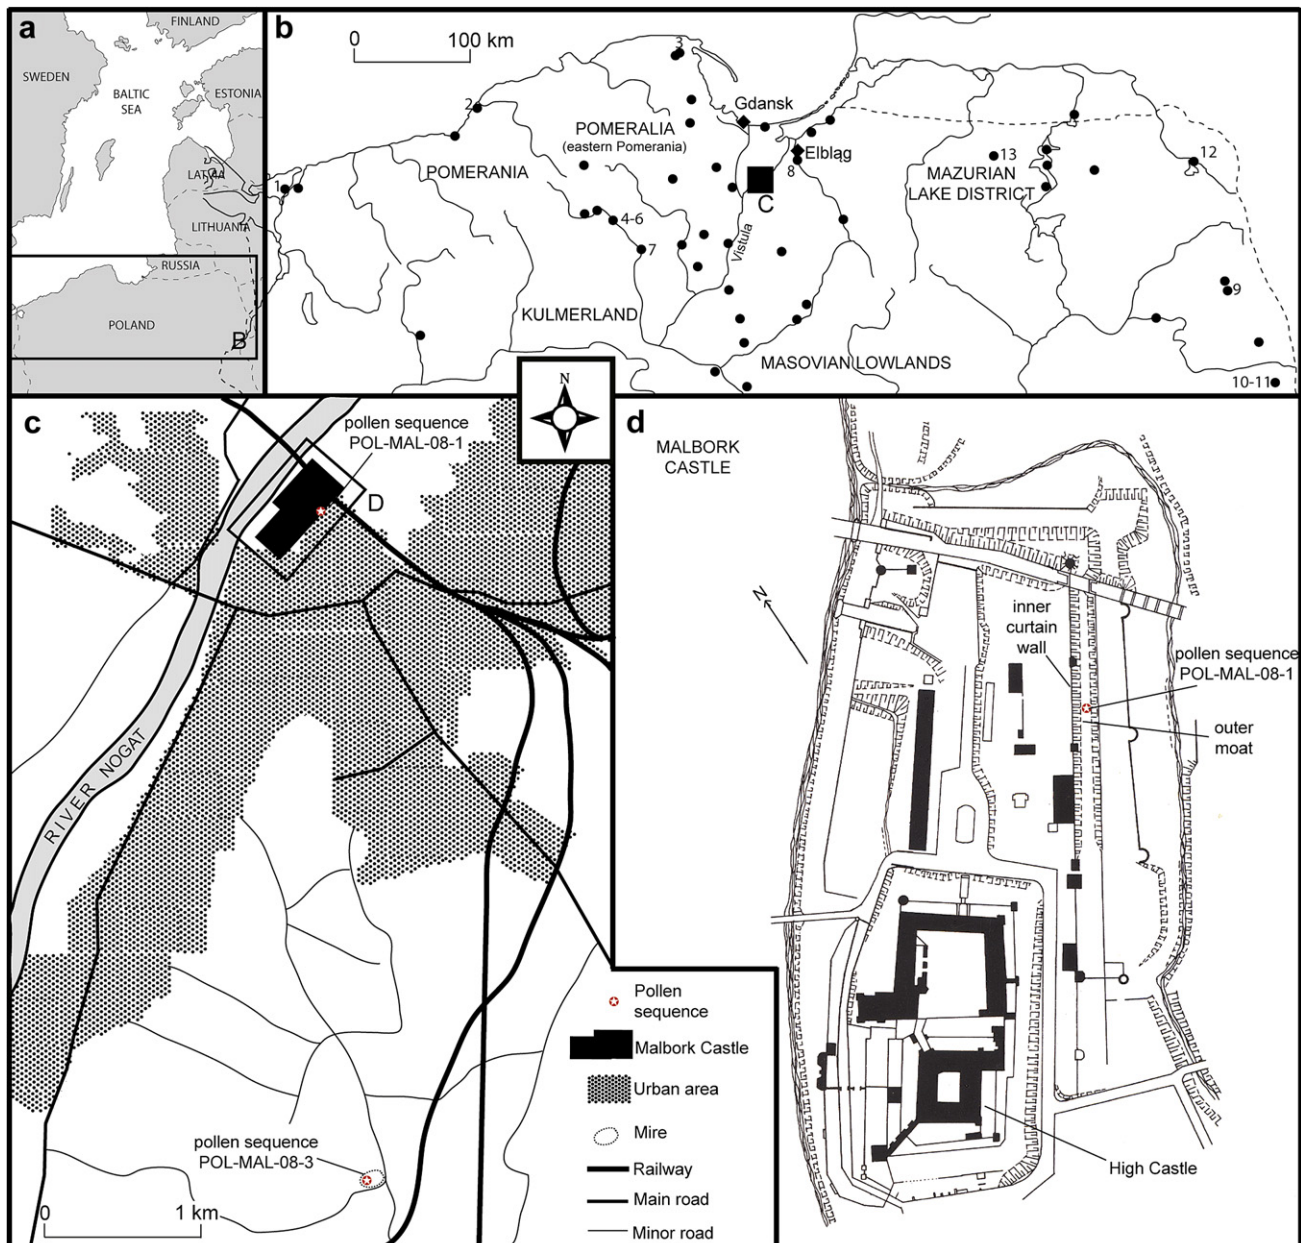 a
FINLAND
SWEDEN
BALTIC
SEA
ESTONIA
LATVIA
LITHUANIA
RUSSIA
POLAND
B
b
0 100 km
3
2
Gdansk
POMERALIA
(eastern Pomerania)
Elbląg
13
12
POMERANIA
8
MAZURIAN
LAKE DISTRICT
1
C
4-6
Vistula
7
9
KULMERLAND
MASOVIAN LOWLANDS
10-11
N
c
pollen sequence
POL-MAL-08-1
D
RIVER NOGAT
pollen sequence
POL-MAL-08-3
0 1 km
Pollen
sequence
Malbork Castle
Urban area
Mire
Railway
Main road
Minor road
d
MALBORK
CASTLE
N
inner
curtain
wall
pollen sequence
POL-MAL-08-1
outer
moat
High Castle